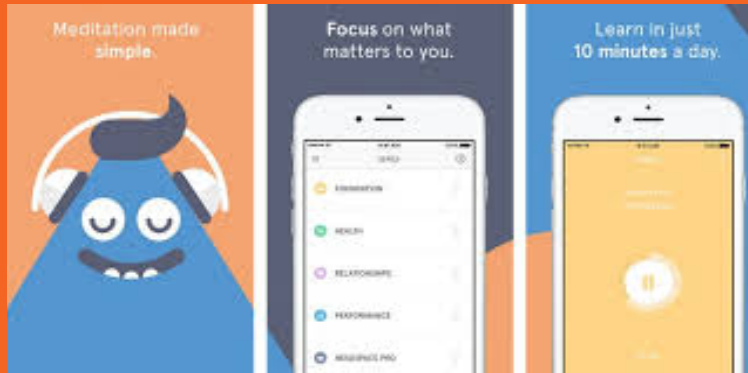 Meditation made
simple.
Focus on what
matters to you.
FOUNDATION
HEALTH
RELATIONSHIPS
PERFORMANCE
HEADSPACE PRO
Learn in just
10 minutes a day.